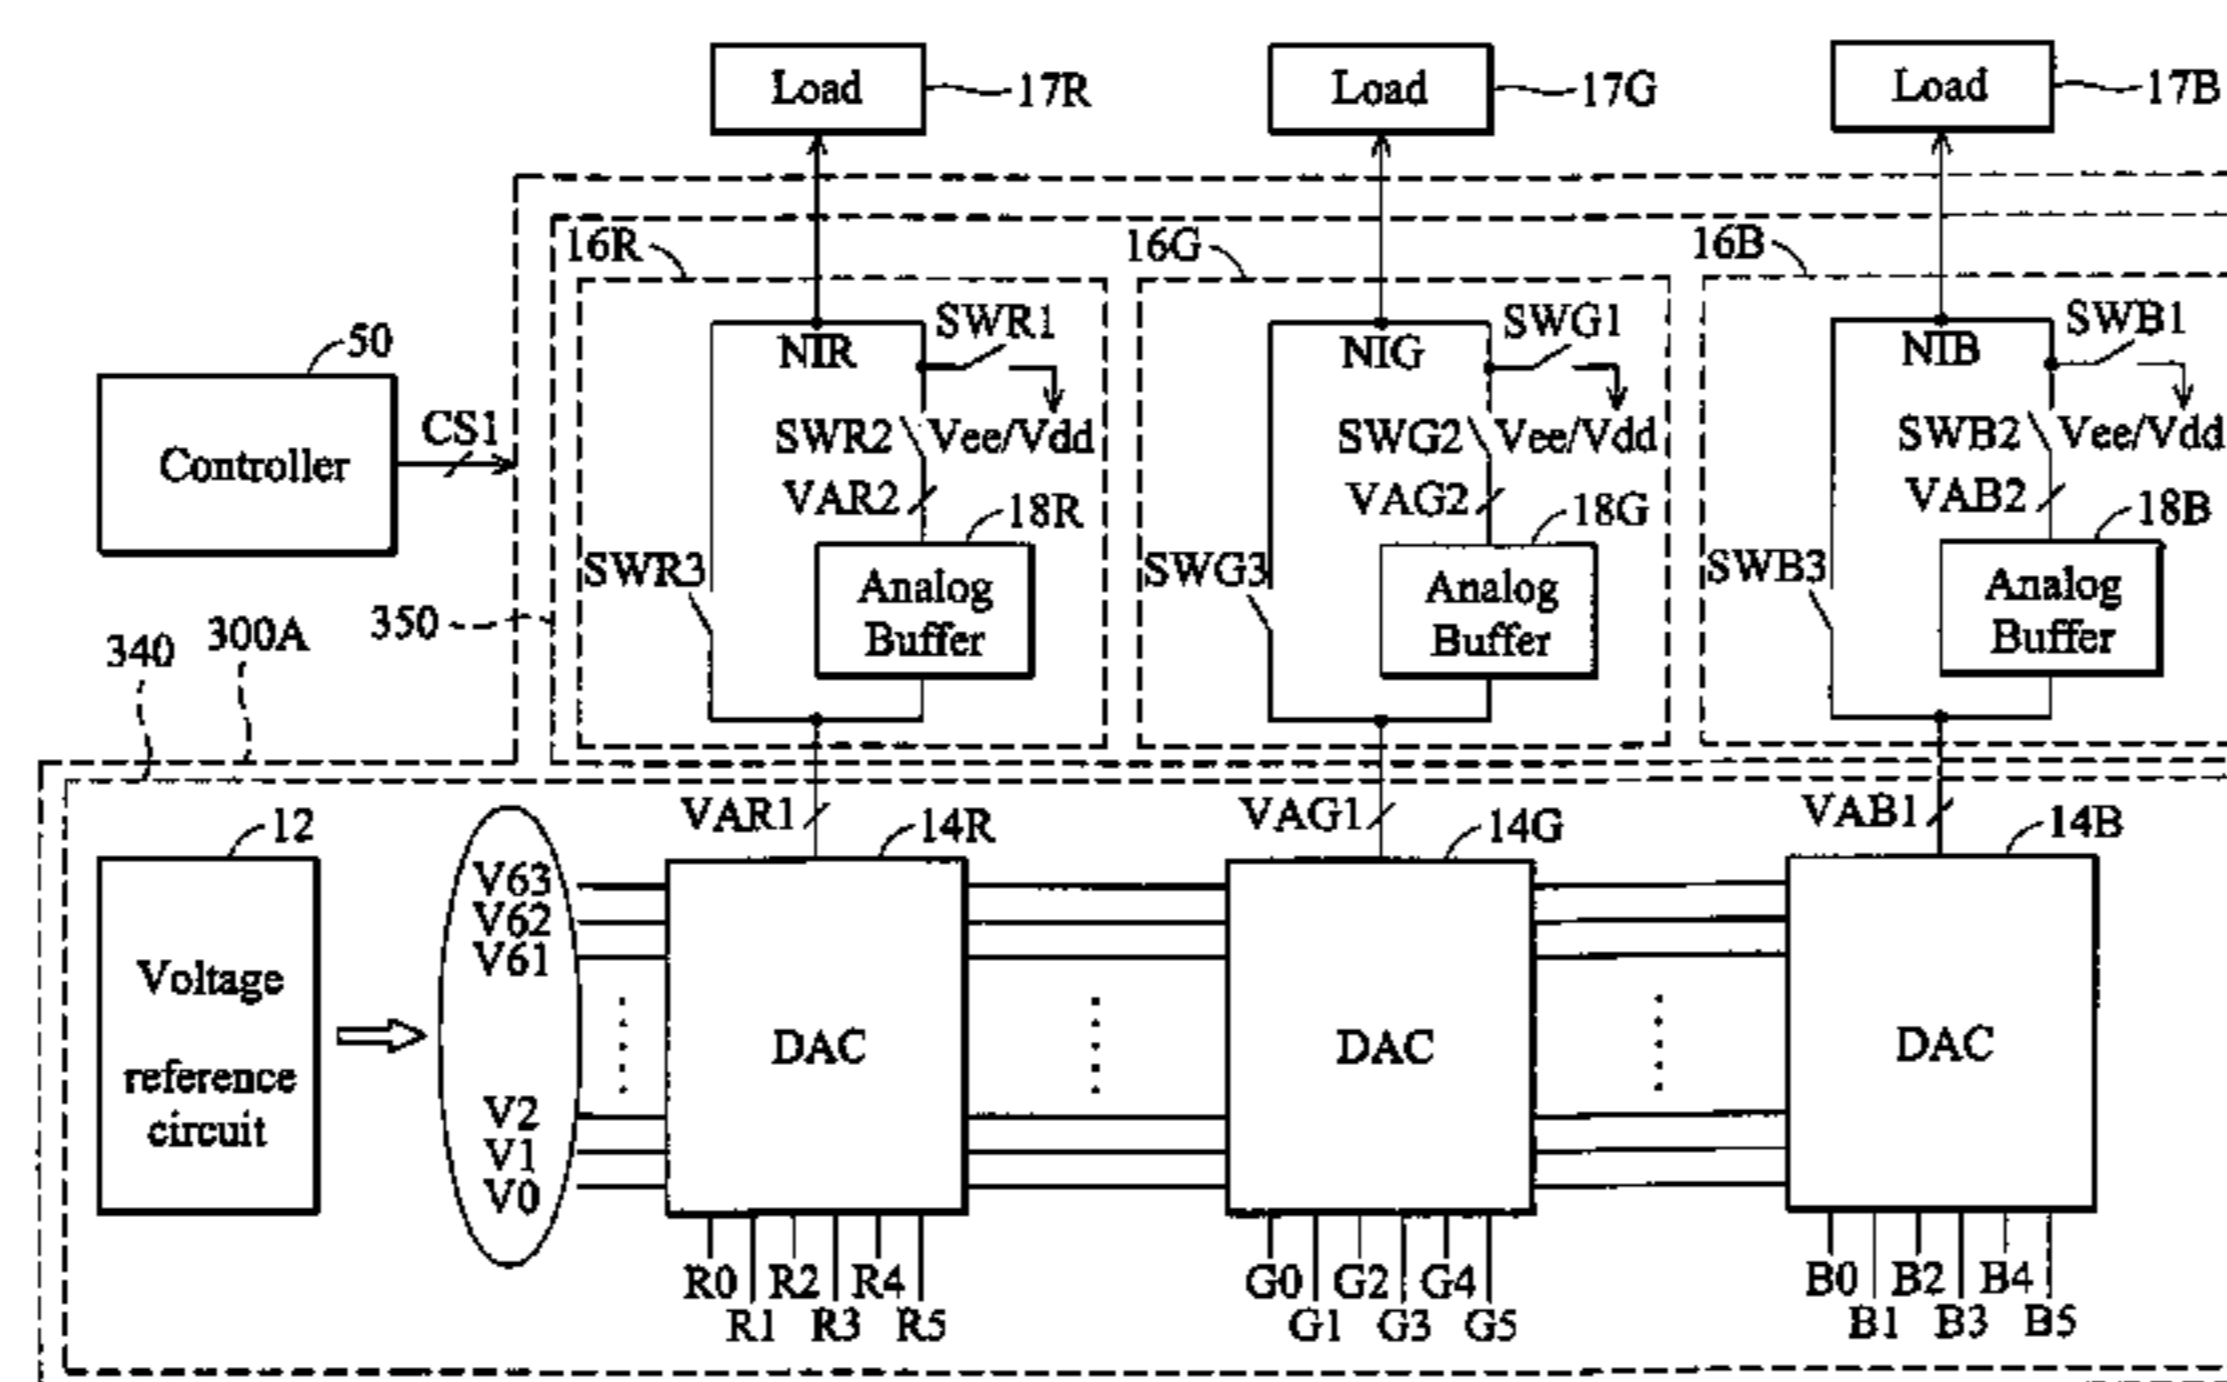 Load
17R
Load
17G
Load
17B
16R
16G
16B
SWR1
SWG1
SWB1
NIR
NIG
NIB
50
Controller
CS1
SWR2
Vee/Vdd
SWG2
Vee/Vdd
SWB2
Vee/Vdd
VAR2
18R
VAG2
18G
VAB2
18B
SWR3
Analog
Buffer
SWG3
Analog
Buffer
SWB3
Analog
Buffer
350
340
300A
VAR1
14R
VAG1
14G
VAB1
14B
12
Voltage
reference
circuit
V63
V62
V61
V2
V1
V0
DAC
DAC
DAC
R0 R2 R4
R1 R3 R5
G0 G2 G4
G1 G3 G5
B0 B2 B4
B1 B3 B5